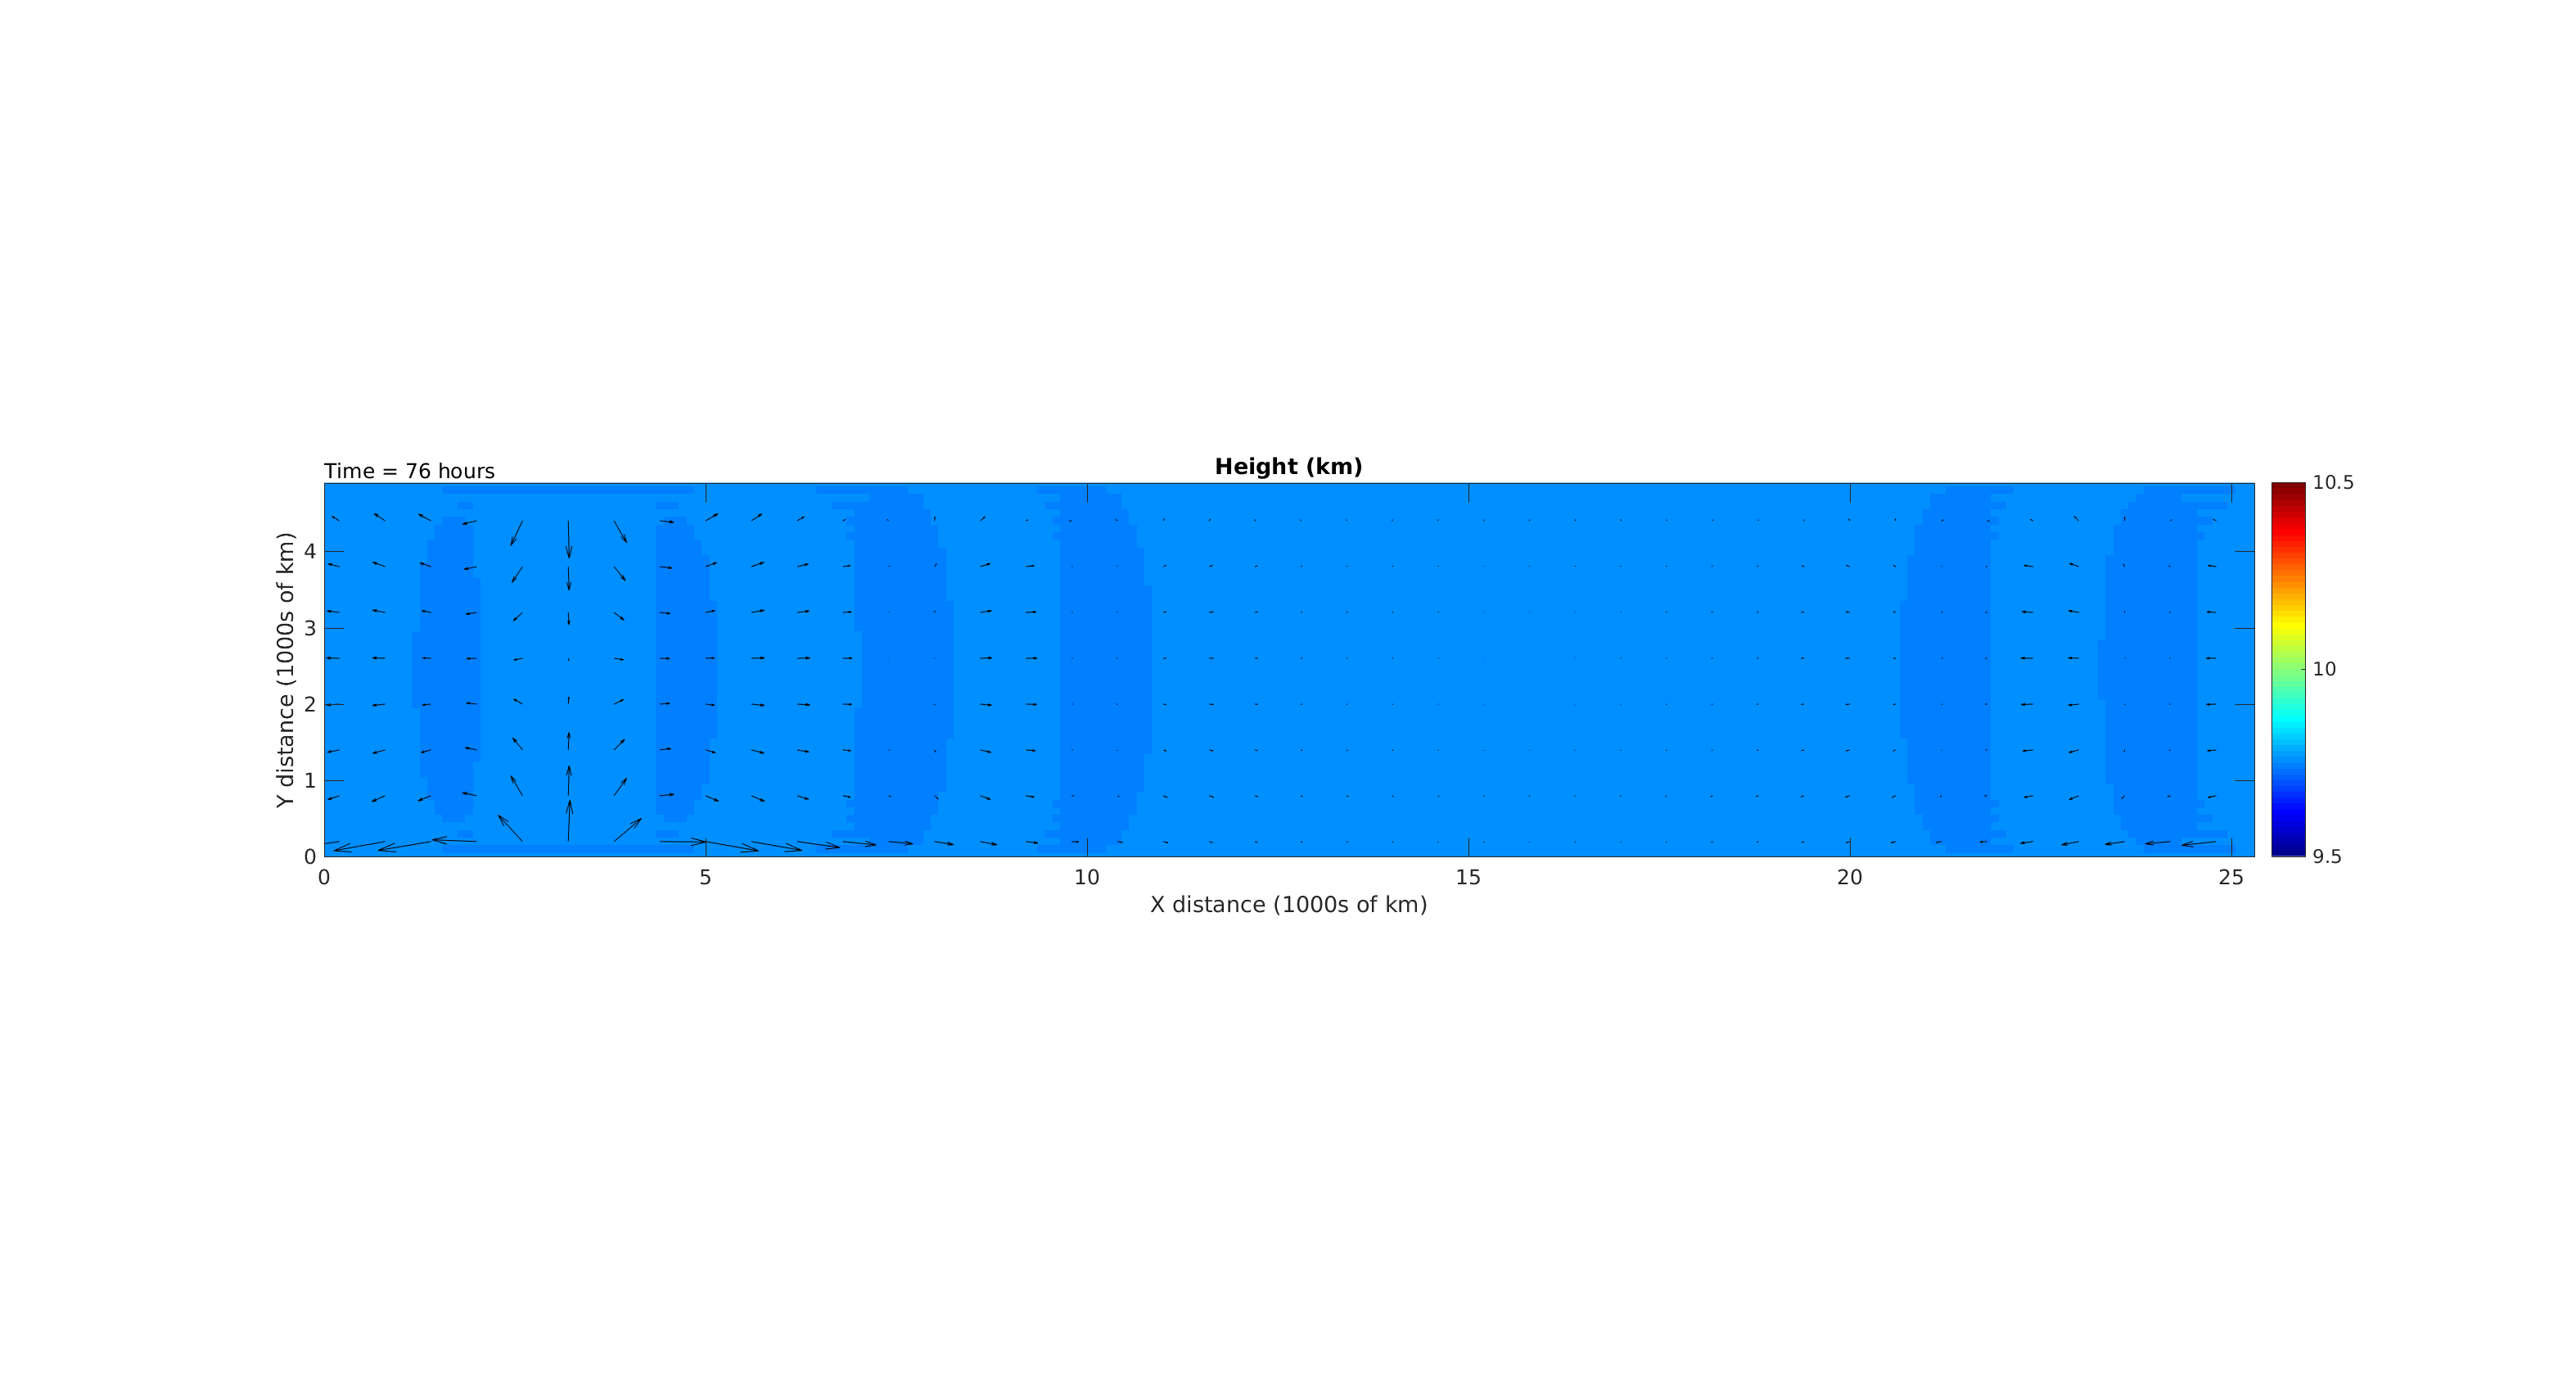 Time = 76 hours
Height (km)
Y distance (1000s of km)
4
3
2
1
0
0 5 10 15 20 25
X distance (1000s of km)
10.5
10
9.5